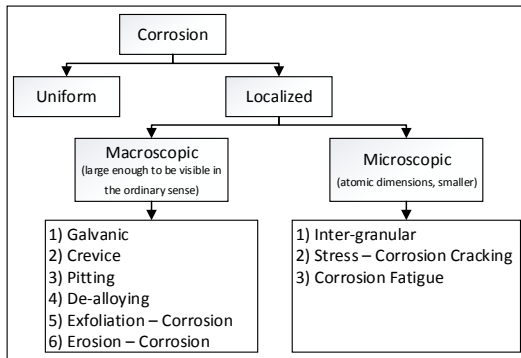 Corrosion
Uniform
Localized
Macroscopic
(large enough to be visible in
the ordinary sense)
Microscopic
(atomic dimensions, smaller)
1) Galvanic
2) Crevice
3) Pitting
4) De-alloying
5) Exfoliation – Corrosion
6) Erosion – Corrosion
1) Inter-granular
2) Stress – Corrosion Cracking
3) Corrosion Fatigue